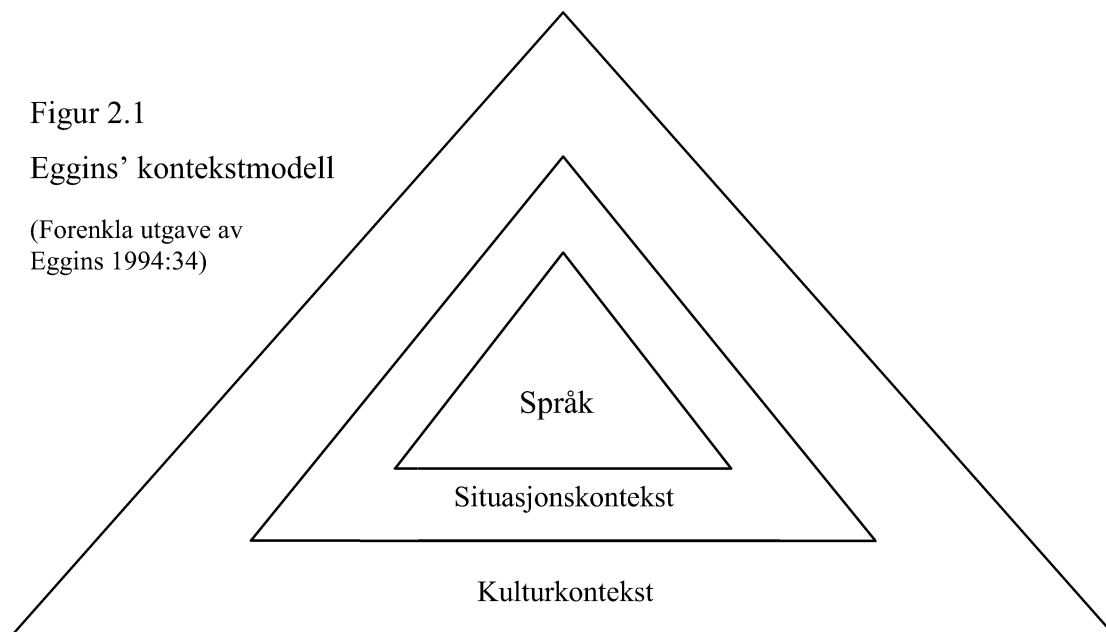 Figur 2.1
Eggins’ kontekstmodell
(Forenkla utgave av
Eggins 1994:34)
Språk
Situasjonskontekst
Kulturkontekst